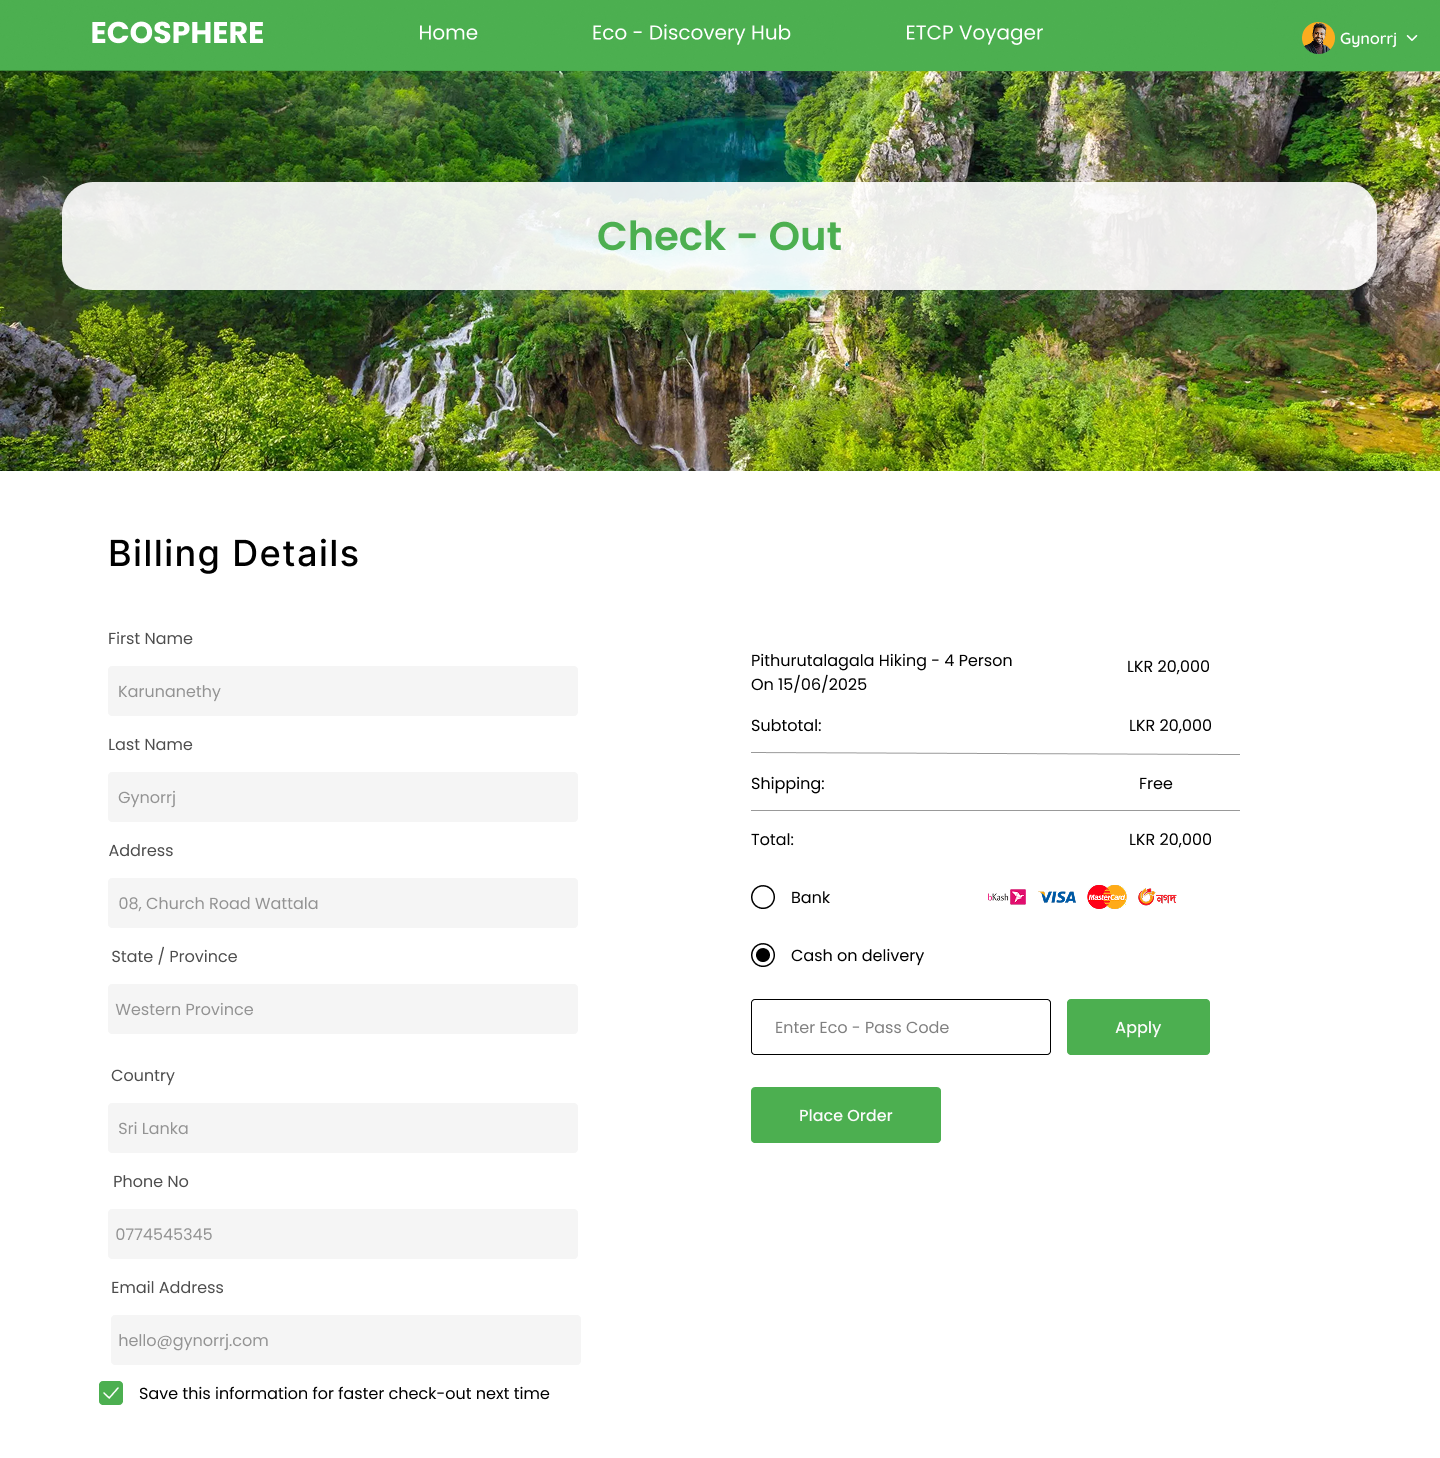 ECOSPHERE
Home
Eco - Discovery Hub
ETCP Voyager
Gynorrj
Check - Out
Billing Details
First Name
Karunanethy
Last Name
Gynorrj
Address
08, Church Road Wattala
State / Province
Western Province
Country
Sri Lanka
Phone No
0774545345
Email Address
hello@gynorrj.com
Save this information for faster check-out next time
Pithurutalagala Hiking - 4 Person
On 15/06/2025
LKR 20,000
Subtotal:
LKR 20,000
Shipping:
Free
Total:
LKR 20,000
Bank
bKash
VISA
MasterCard
নগদ
Cash on delivery
Enter Eco - Pass Code
Apply
Place Order